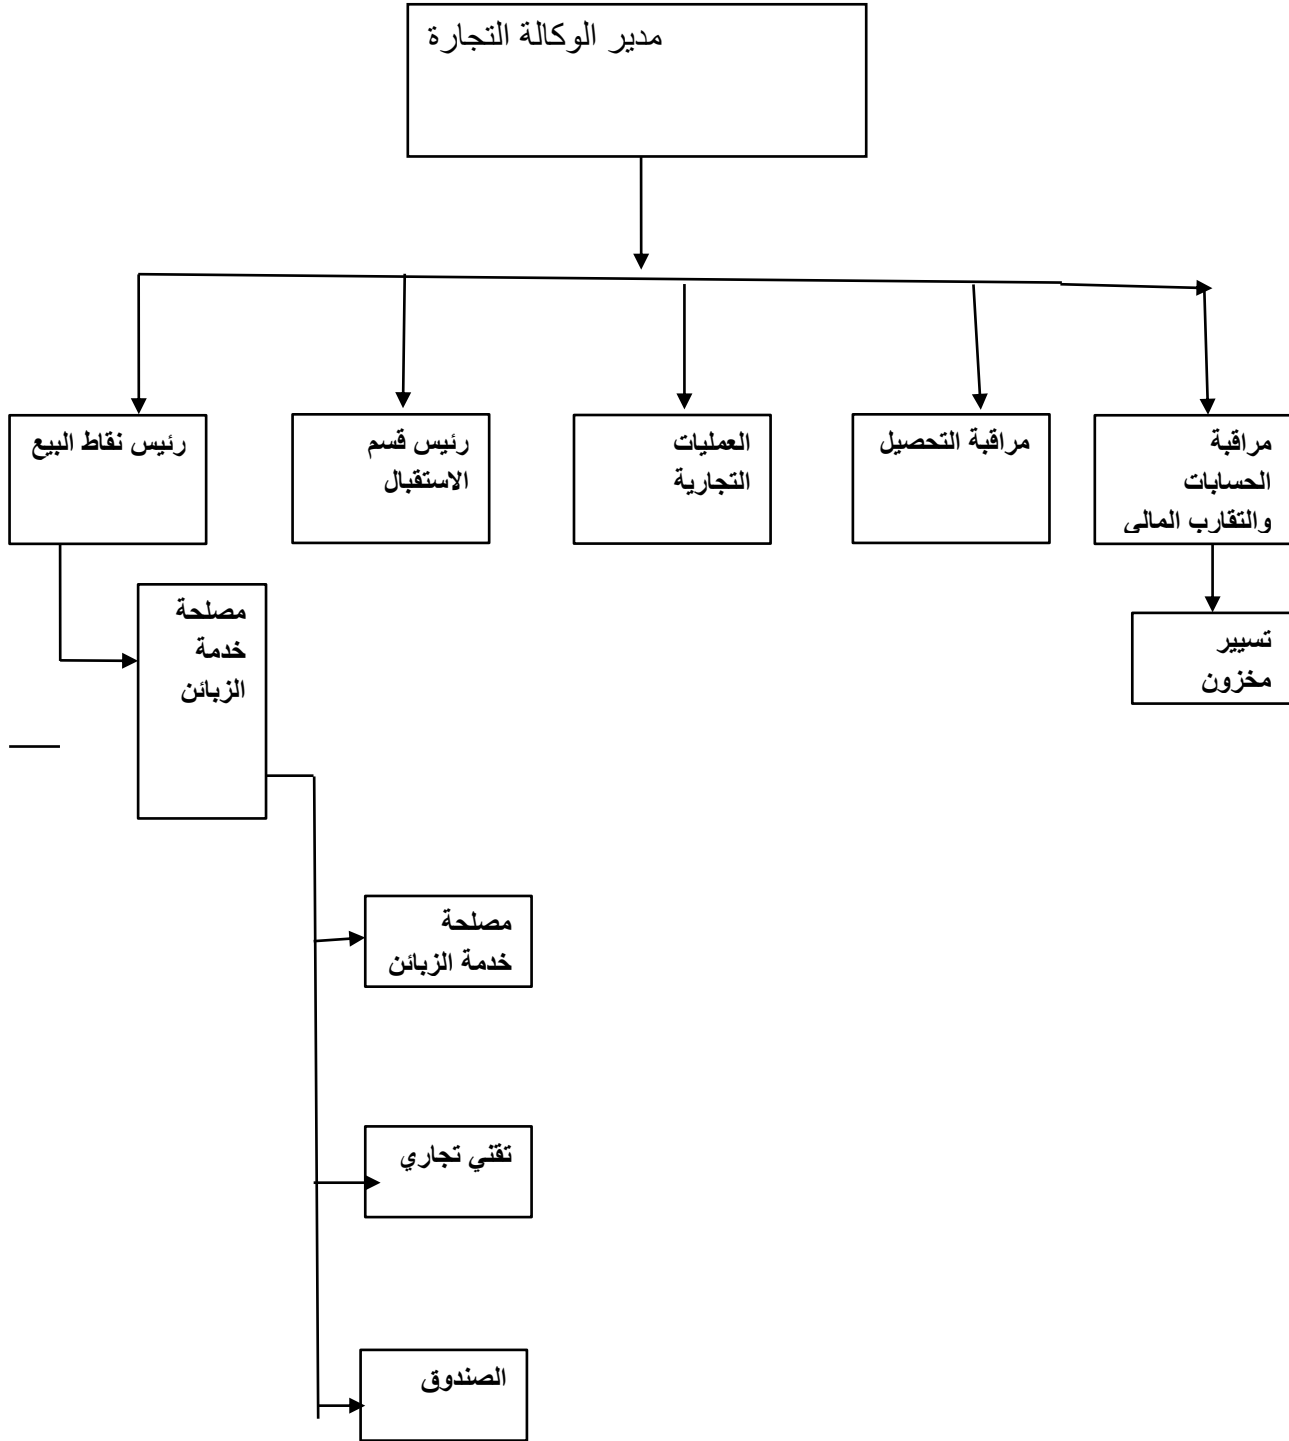 مدير الوكالة التجارة
مراقبة
الحسابات
والتقارب المالي
مراقبة التحصيل
العمليات
التجارية
رئيس قسم
الاستقبال
رئيس نقاط البيع
تسيير
مخزون
مصلحة
خدمة
الزبائن
مصلحة
خدمة الزبائن
تقني تجاري
الصندوق